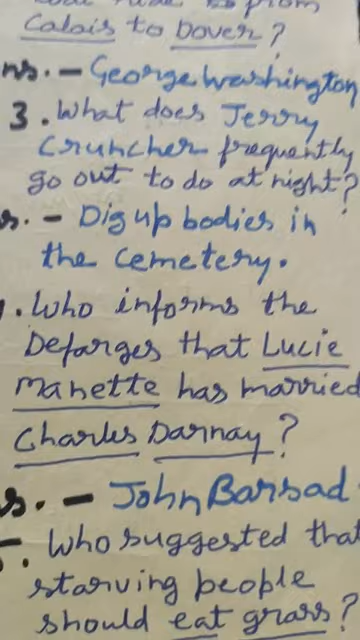 from
Calais to Dover?
ns. - George Washington
3. What does Jerry
Cruncher frequently
go out to do at night?
s. - Dig up bodies in
the cemetery.
. Who informs the
Defarges that Lucie
Manette has married
Charles Darnay?
s. - John Barsad
5. Who suggested that
starving people
should eat grass?